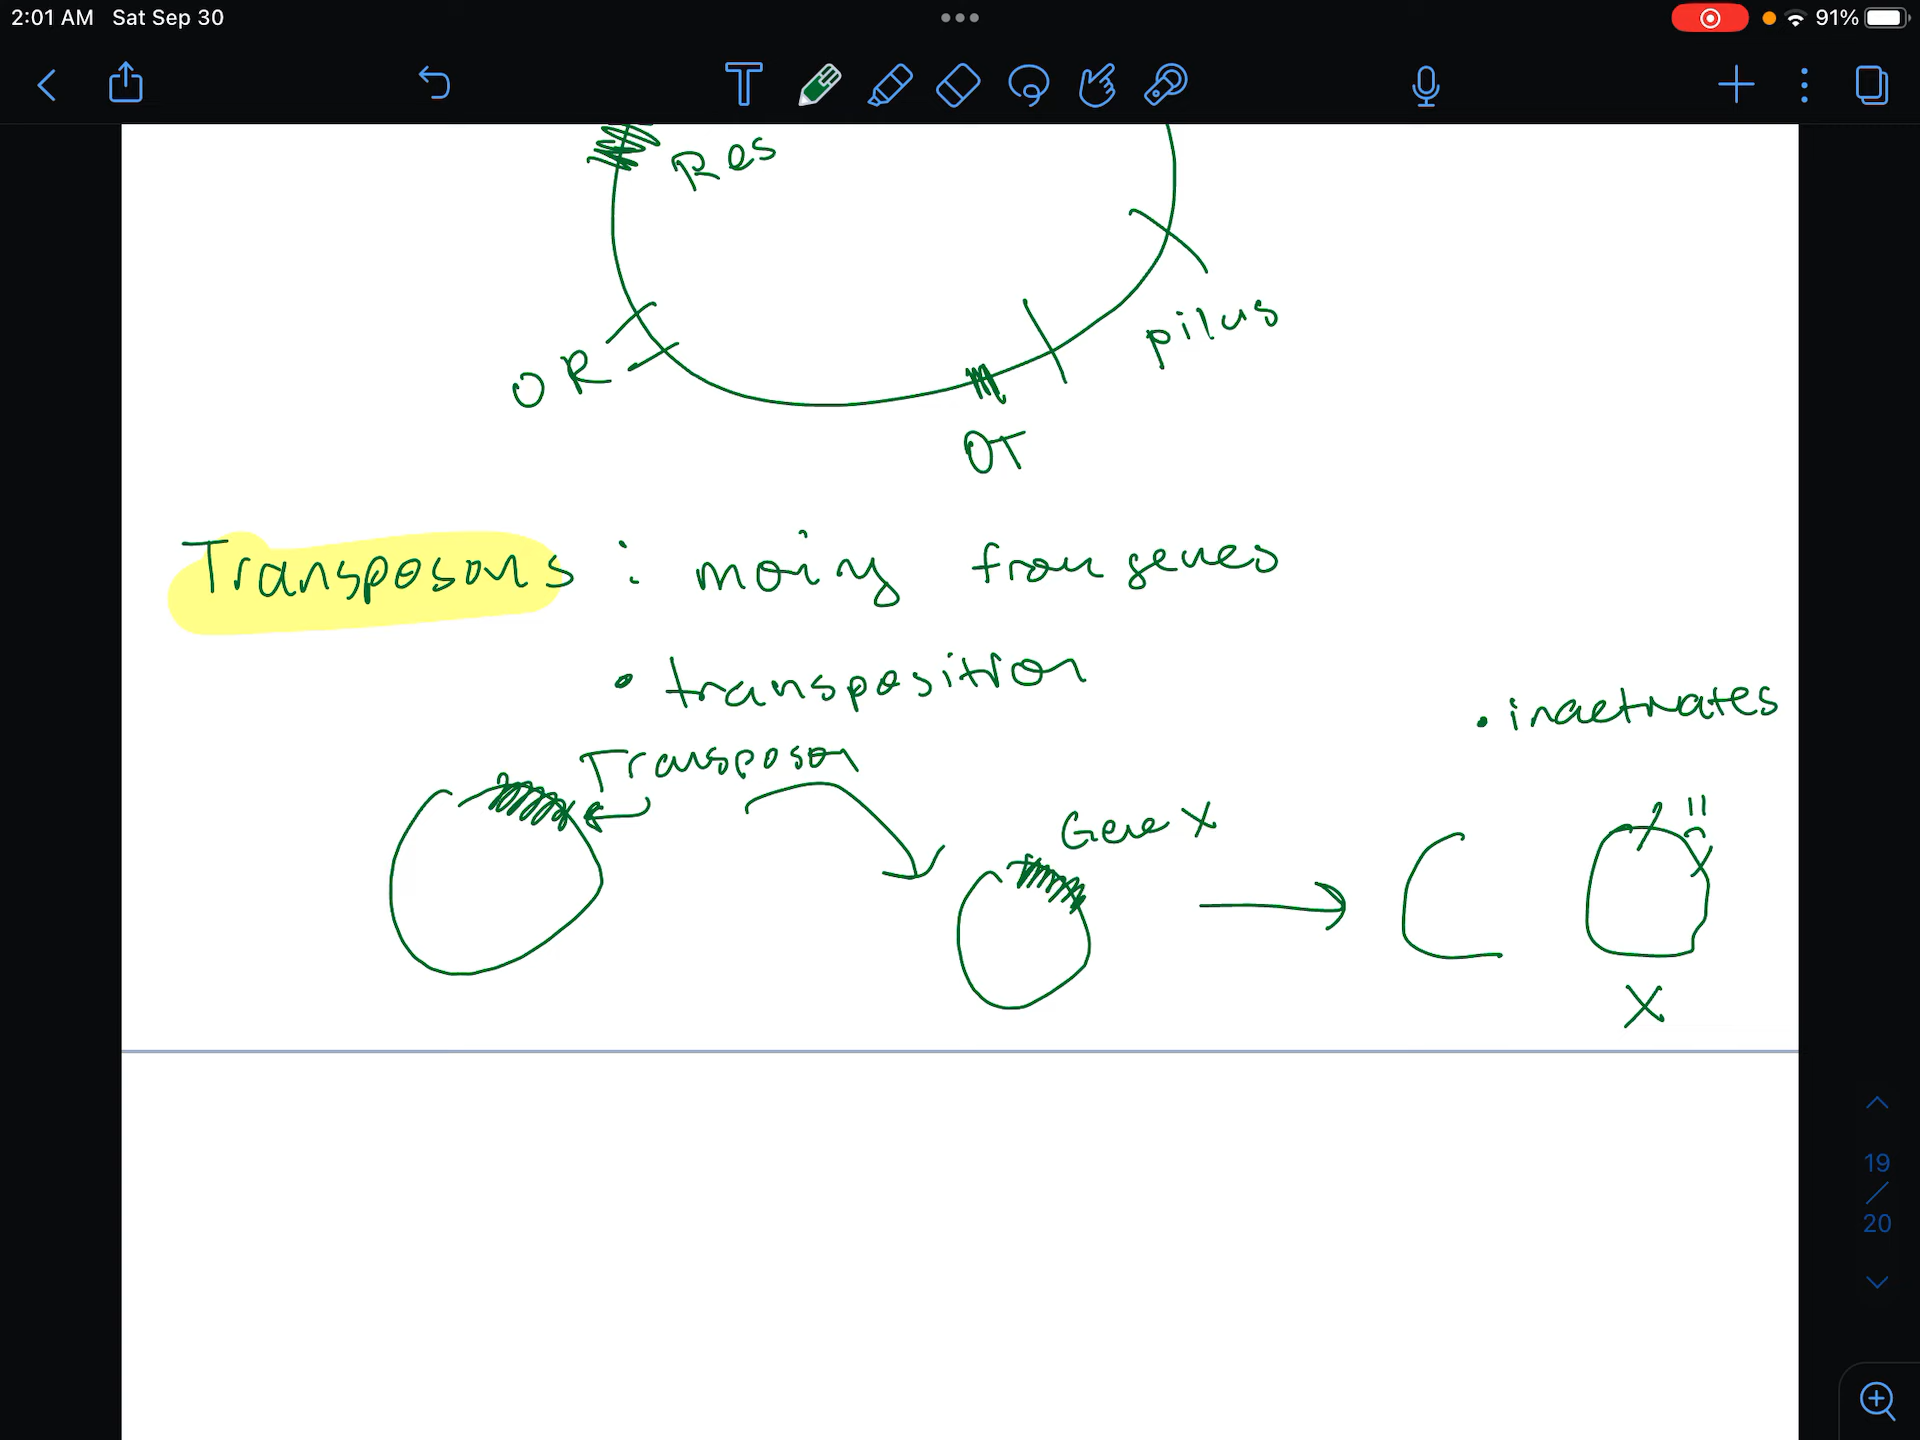 2:01 AM Sat Sep 30
91%
Res
pilus
OR
OT
Transposons : moving from genes
• transposition
• inactivates
Transposon
Gene X
X
19
/
20